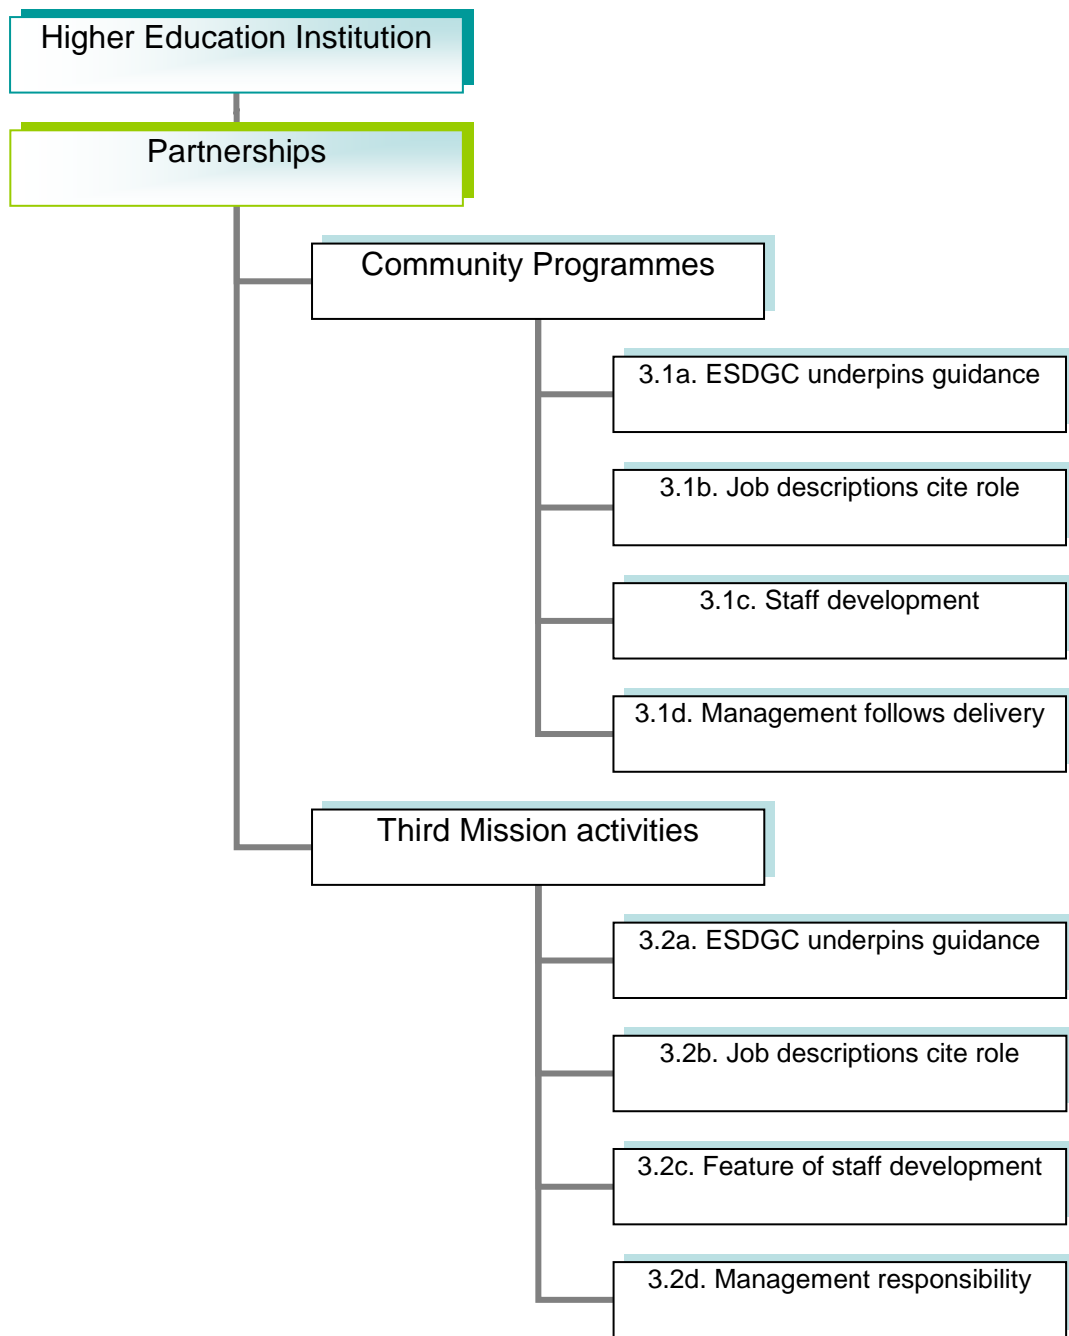 Higher Education Institution
Partnerships
Community Programmes
3.1a. ESDGC underpins guidance
3.1b. Job descriptions cite role
3.1c. Staff development
3.1d. Management follows delivery
Third Mission activities
3.2a. ESDGC underpins guidance
3.2b. Job descriptions cite role
3.2c. Feature of staff development
3.2d. Management responsibility